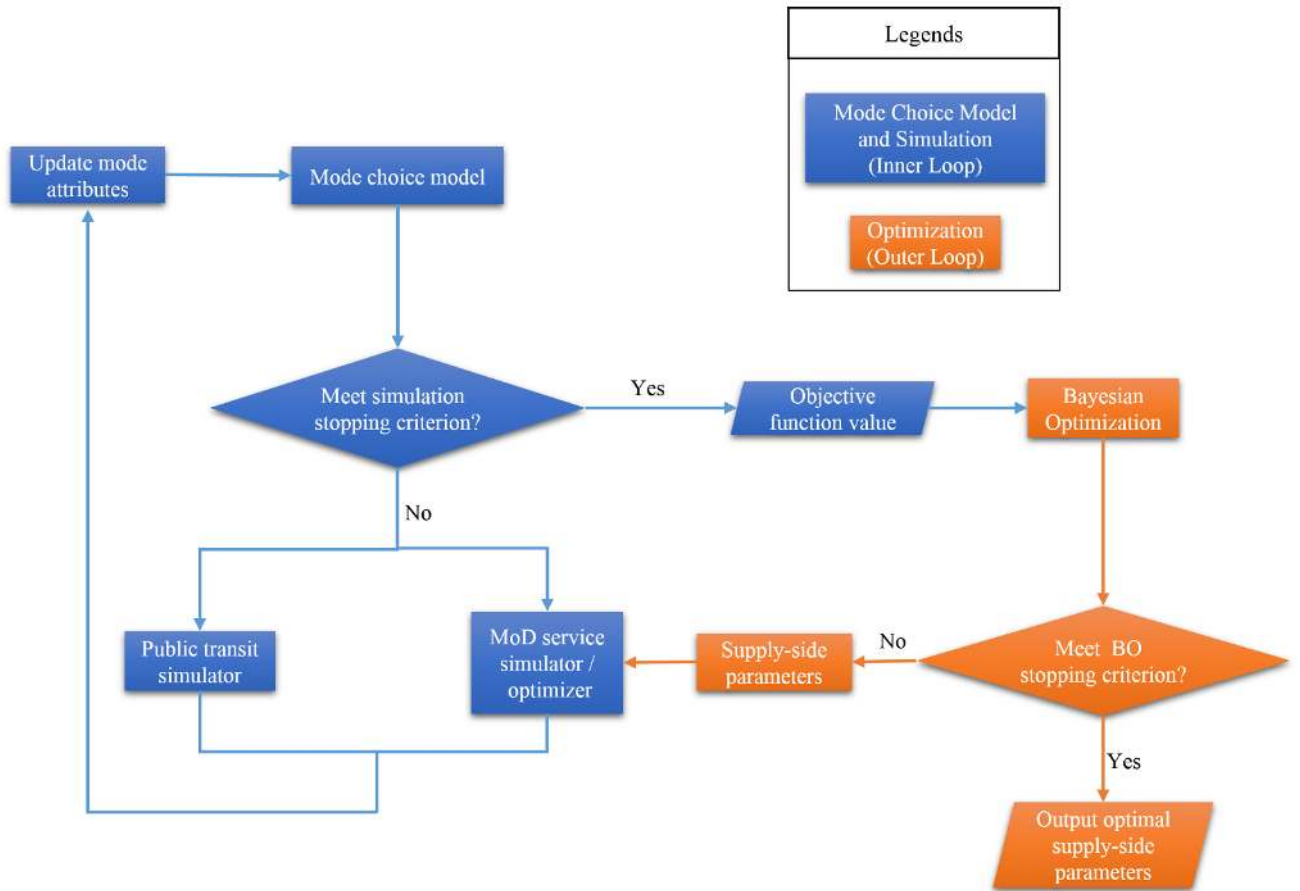 Legends
Mode Choice Model
and Simulation
(Inner Loop)
Optimization
(Outer Loop)
Update mode
attributes
Mode choice model
Meet simulation
stopping criterion?
Yes
Objective
function value
Bayesian
Optimization
No
Public transit
simulator
MoD service
simulator /
optimizer
Supply-side
parameters
No
Meet BO
stopping criterion?
Yes
Output optimal
supply-side
parameters